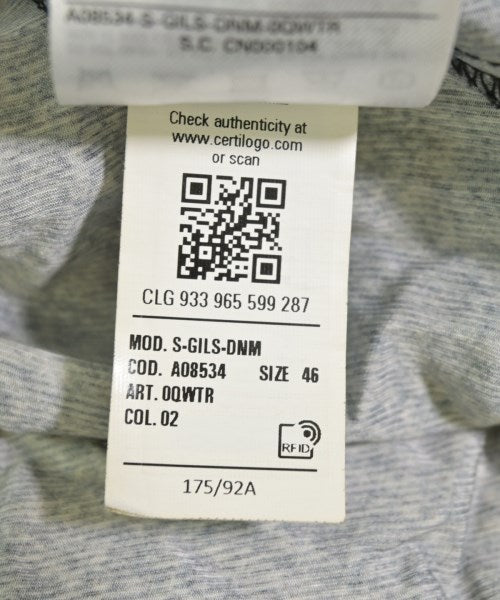 A08534-S-GILS-DNM-0QWTR
S.C. CN000104
Check authenticity at
www.certilogo.com
or scan
CLG 933 965 599 287
MOD. S-GILS-DNM
COD. A08534 SIZE 46
ART. 0QWTR
COL. 02
RFID
175/92A